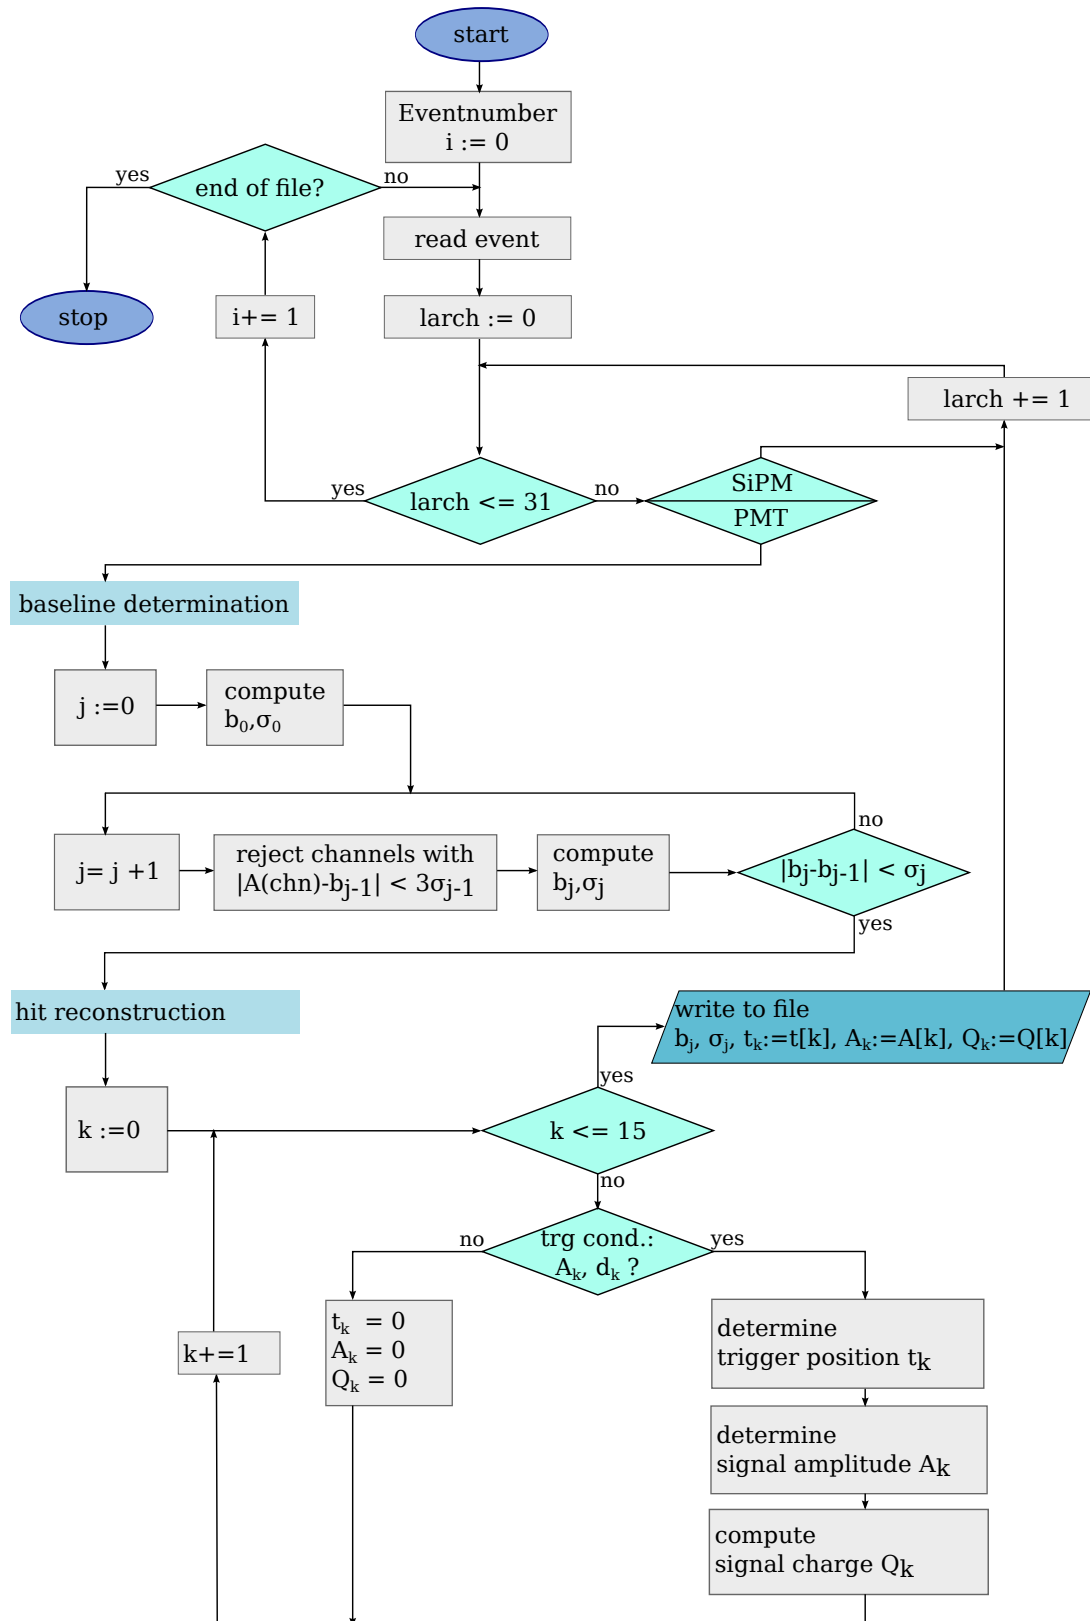 start
Eventnumber
i := 0
yes
end of file?
no
read event
stop
i+= 1
larch := 0
larch += 1
yes
larch <= 31
no
SiPM
PMT
baseline determination
j :=0
compute
b₀,σ₀
no
j= j +1
reject channels with
|A(chn)-bj-1| < 3σj-1
compute
bj,σj
|bj-bj-1| < σj
yes
hit reconstruction
write to file
bj, σj, tk:=t[k], Ak:=A[k], Qk:=Q[k]
yes
k :=0
k <= 15
no
no
trg cond.:
Ak, dk ?
yes
tk = 0
Ak = 0
Qk = 0
k+=1
determine
trigger position tk
determine
signal amplitude Ak
compute
signal charge Qk